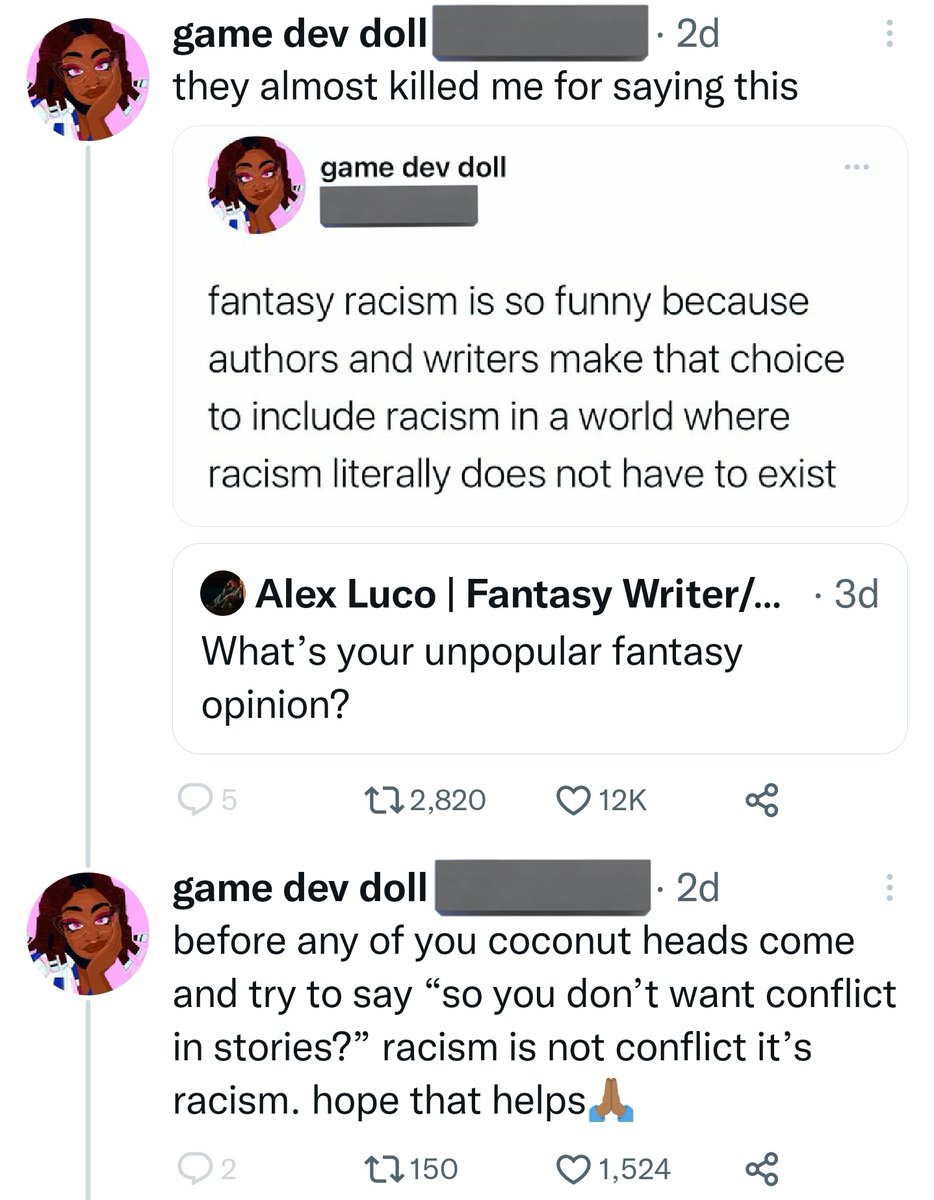 game dev doll · 2d
they almost killed me for saying this
game dev doll
fantasy racism is so funny because
authors and writers make that choice
to include racism in a world where
racism literally does not have to exist
Alex Luco | Fantasy Writer/... · 3d
What's your unpopular fantasy
opinion?
5 2,820 12K
game dev doll · 2d
before any of you coconut heads come
and try to say “so you don't want conflict
in stories?” racism is not conflict it's
racism. hope that helps🙏🏾
2 150 1,524